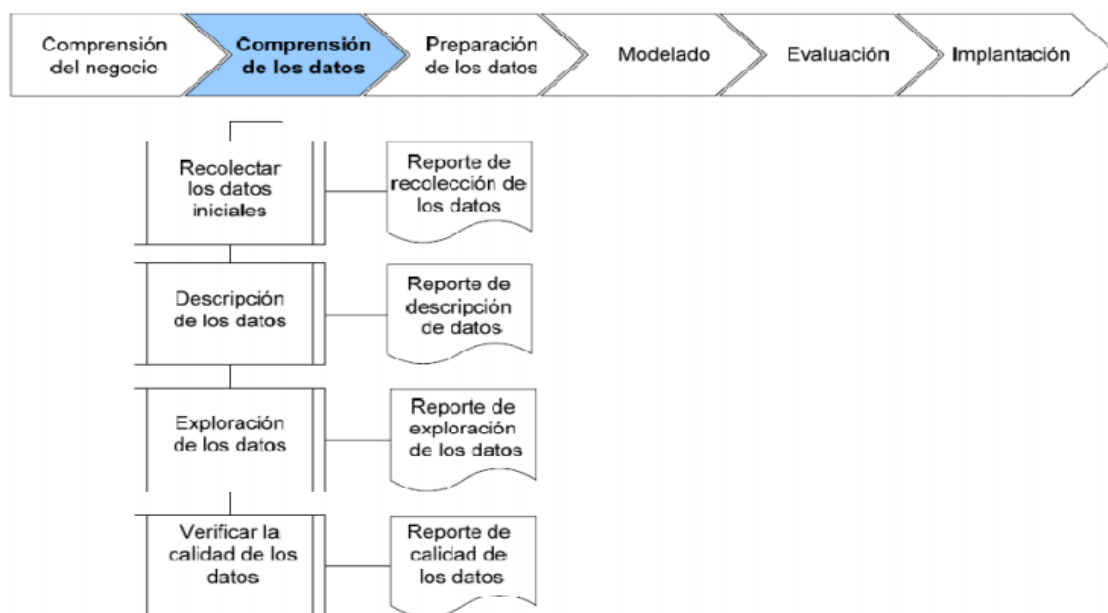 Comprensión
del negocio
Comprensión
de los datos
Preparación
de los datos
Modelado
Evaluación
Implantación
Recolectar
los datos
iniciales
Reporte de
recolección de
los datos
Descripción
de los datos
Reporte de
descripción
de datos
Exploración
de los datos
Reporte de
exploración
de los datos
Verificar la
calidad de los
datos
Reporte de
calidad de
los datos